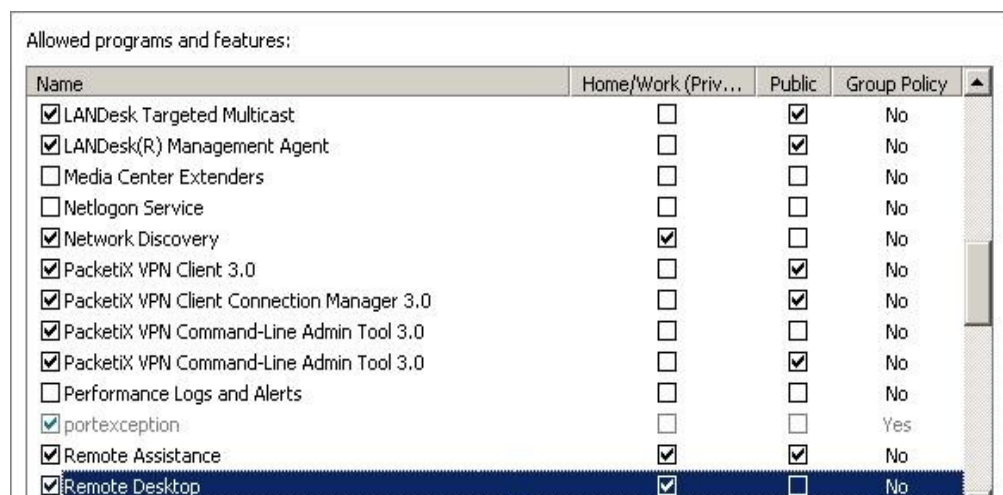 Allowed programs and features:
Name Home/Work (Priv... Public Group Policy
LANDesk Targeted Multicast No
LANDesk(R) Management Agent No
Media Center Extenders No
Netlogon Service No
Network Discovery No
PacketiX VPN Client 3.0 No
PacketiX VPN Client Connection Manager 3.0 No
PacketiX VPN Command-Line Admin Tool 3.0 No
PacketiX VPN Command-Line Admin Tool 3.0 No
Performance Logs and Alerts No
portexception Yes
Remote Assistance No
Remote Desktop No